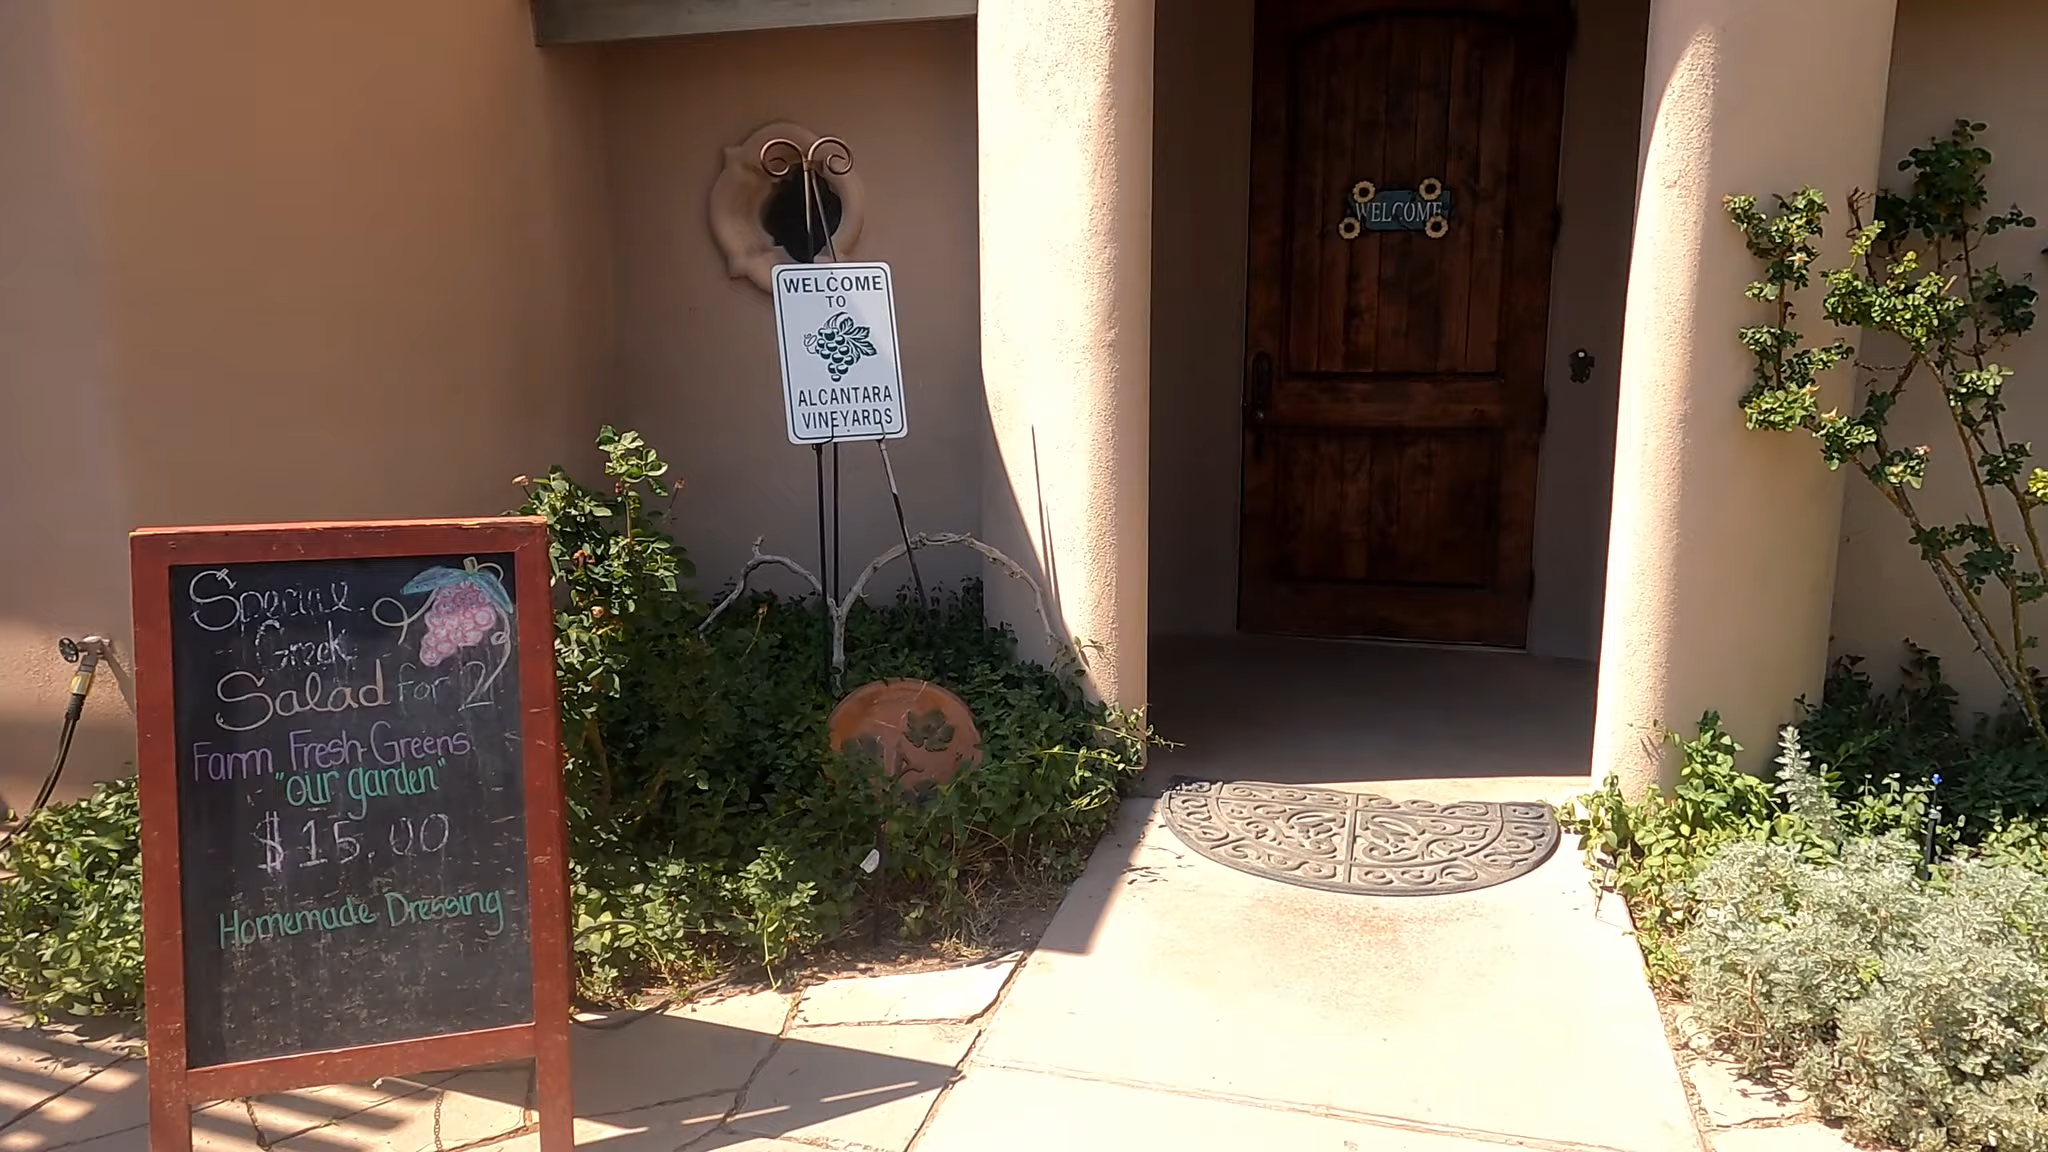 Special
Greek
Salad for 2
Farm Fresh Greens
"our garden"
$15.00
Homemade Dressing
WELCOME
TO
ALCANTARA
VINEYARDS
WELCOME